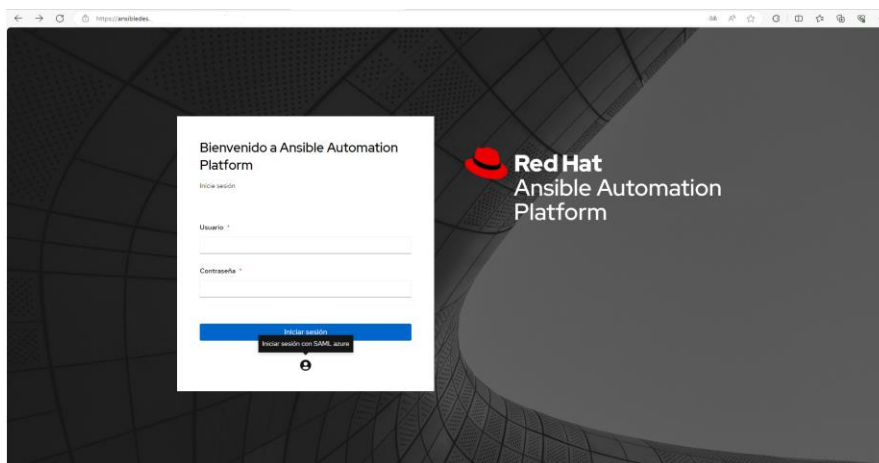 https://ansibledes.
Bienvenido a Ansible Automation
Platform
Inicie sesión
Usuario *
Contraseña *
Iniciar sesión
Iniciar sesión con SAML azure
Red Hat
Ansible Automation
Platform